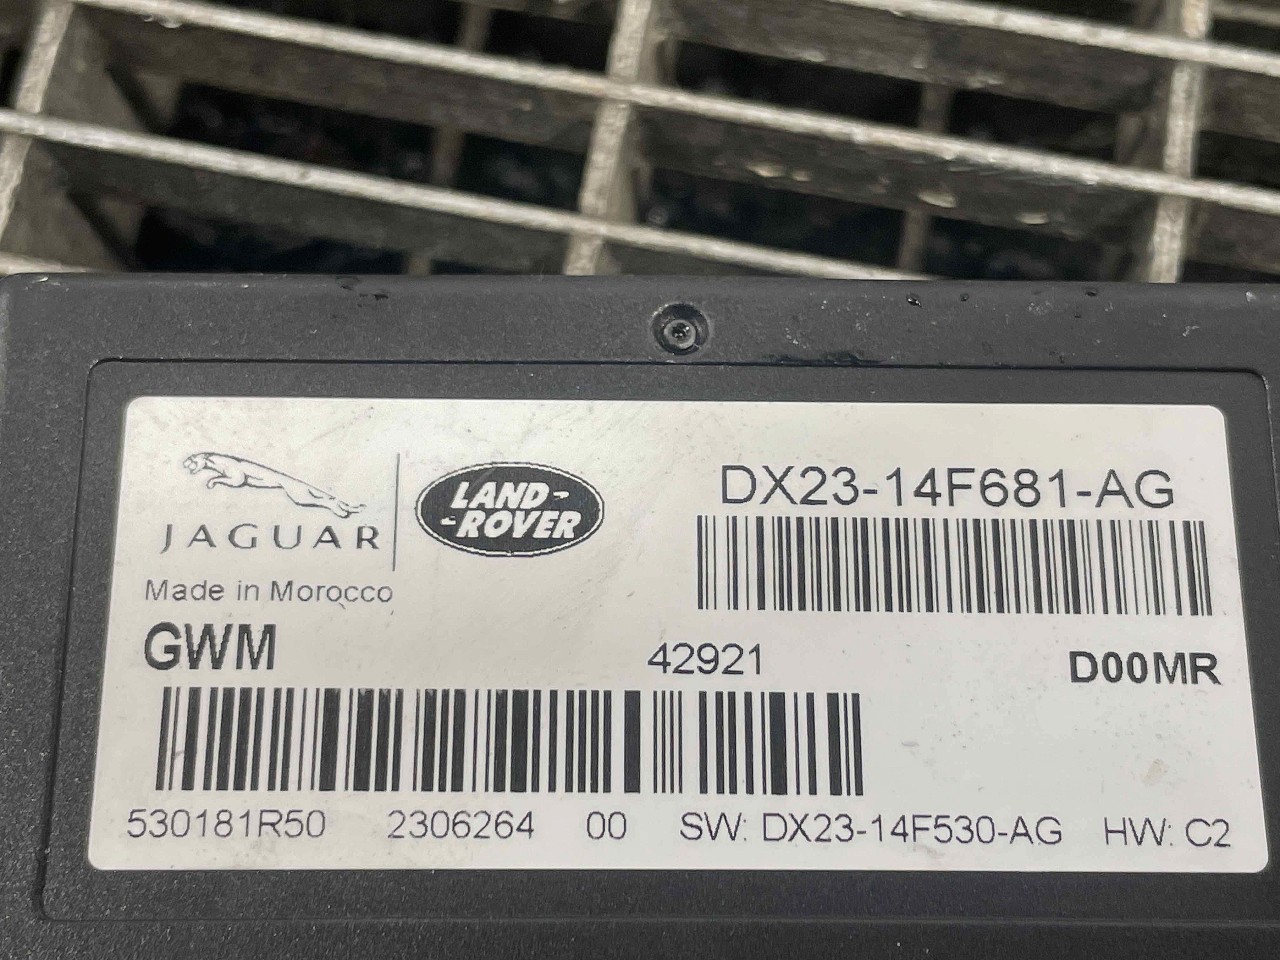 JAGUAR
LAND-
-ROVER
DX23-14F681-AG
Made in Morocco
GWM
42921
D00MR
530181R50 2306264 00 SW: DX23-14F530-AG HW: C2